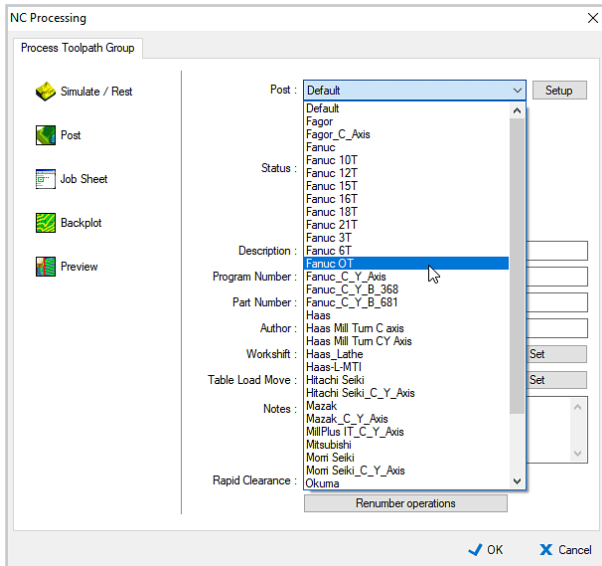 NC Processing
Process Toolpath Group
Simulate / Rest
Post
Job Sheet
Backplot
Preview
Post : Default Setup
Default
Fagor
Fagor_C_Axis
Fanuc
Fanuc 10T
Fanuc 12T
Fanuc 15T
Fanuc 16T
Fanuc 18T
Fanuc 21T
Fanuc 3T
Fanuc 6T
Fanuc OT
Fanuc_C_Y_Axis
Fanuc_C_Y_B_368
Fanuc_C_Y_B_681
Haas
Haas Mill Turn C axis
Haas Mill Turn CY Axis
Haas_Lathe
Haas-L-MTI
Hitachi Seiki
Hitachi Seiki_C_Y_Axis
Mazak
Mazak_C_Y_Axis
MillPlus IT_C_Y_Axis
Mitsubishi
Morri Seiki
Morri Seiki_C_Y_Axis
Okuma
Status :
Description :
Program Number :
Part Number :
Author :
Workshift : Set
Table Load Move : Set
Notes :
Rapid Clearance :
Renumber operations
OK Cancel